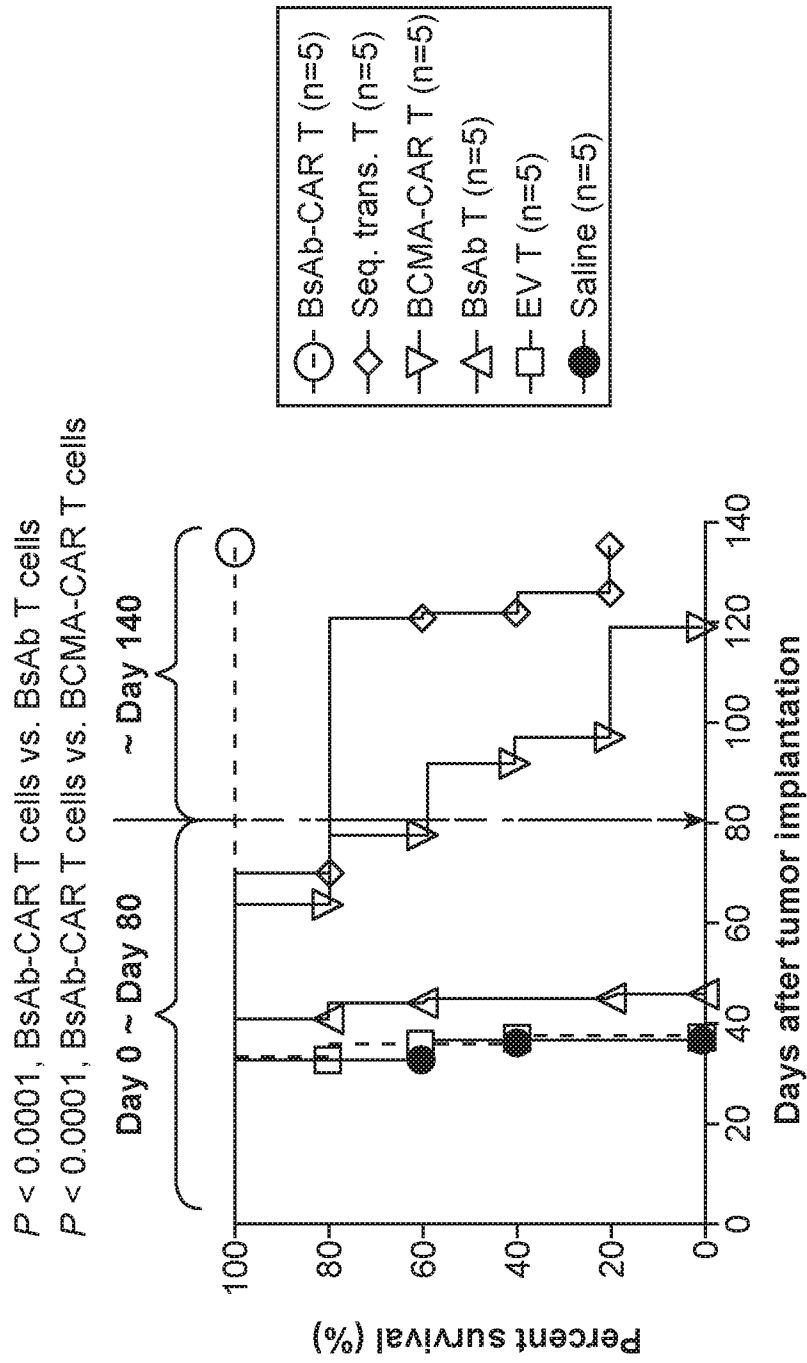 P < 0.0001, BsAb-CAR T cells vs. BsAb T cells
P < 0.0001, BsAb-CAR T cells vs. BCMA-CAR T cells
Day 0 ~ Day 80
~ Day 140
Percent survival (%)
100
80
60
40
20
0
0
20
40
60
80
100
120
140
Days after tumor implantation
BsAb-CAR T (n=5)
Seq. trans. T (n=5)
BCMA-CAR T (n=5)
BsAb T (n=5)
EV T (n=5)
Saline (n=5)